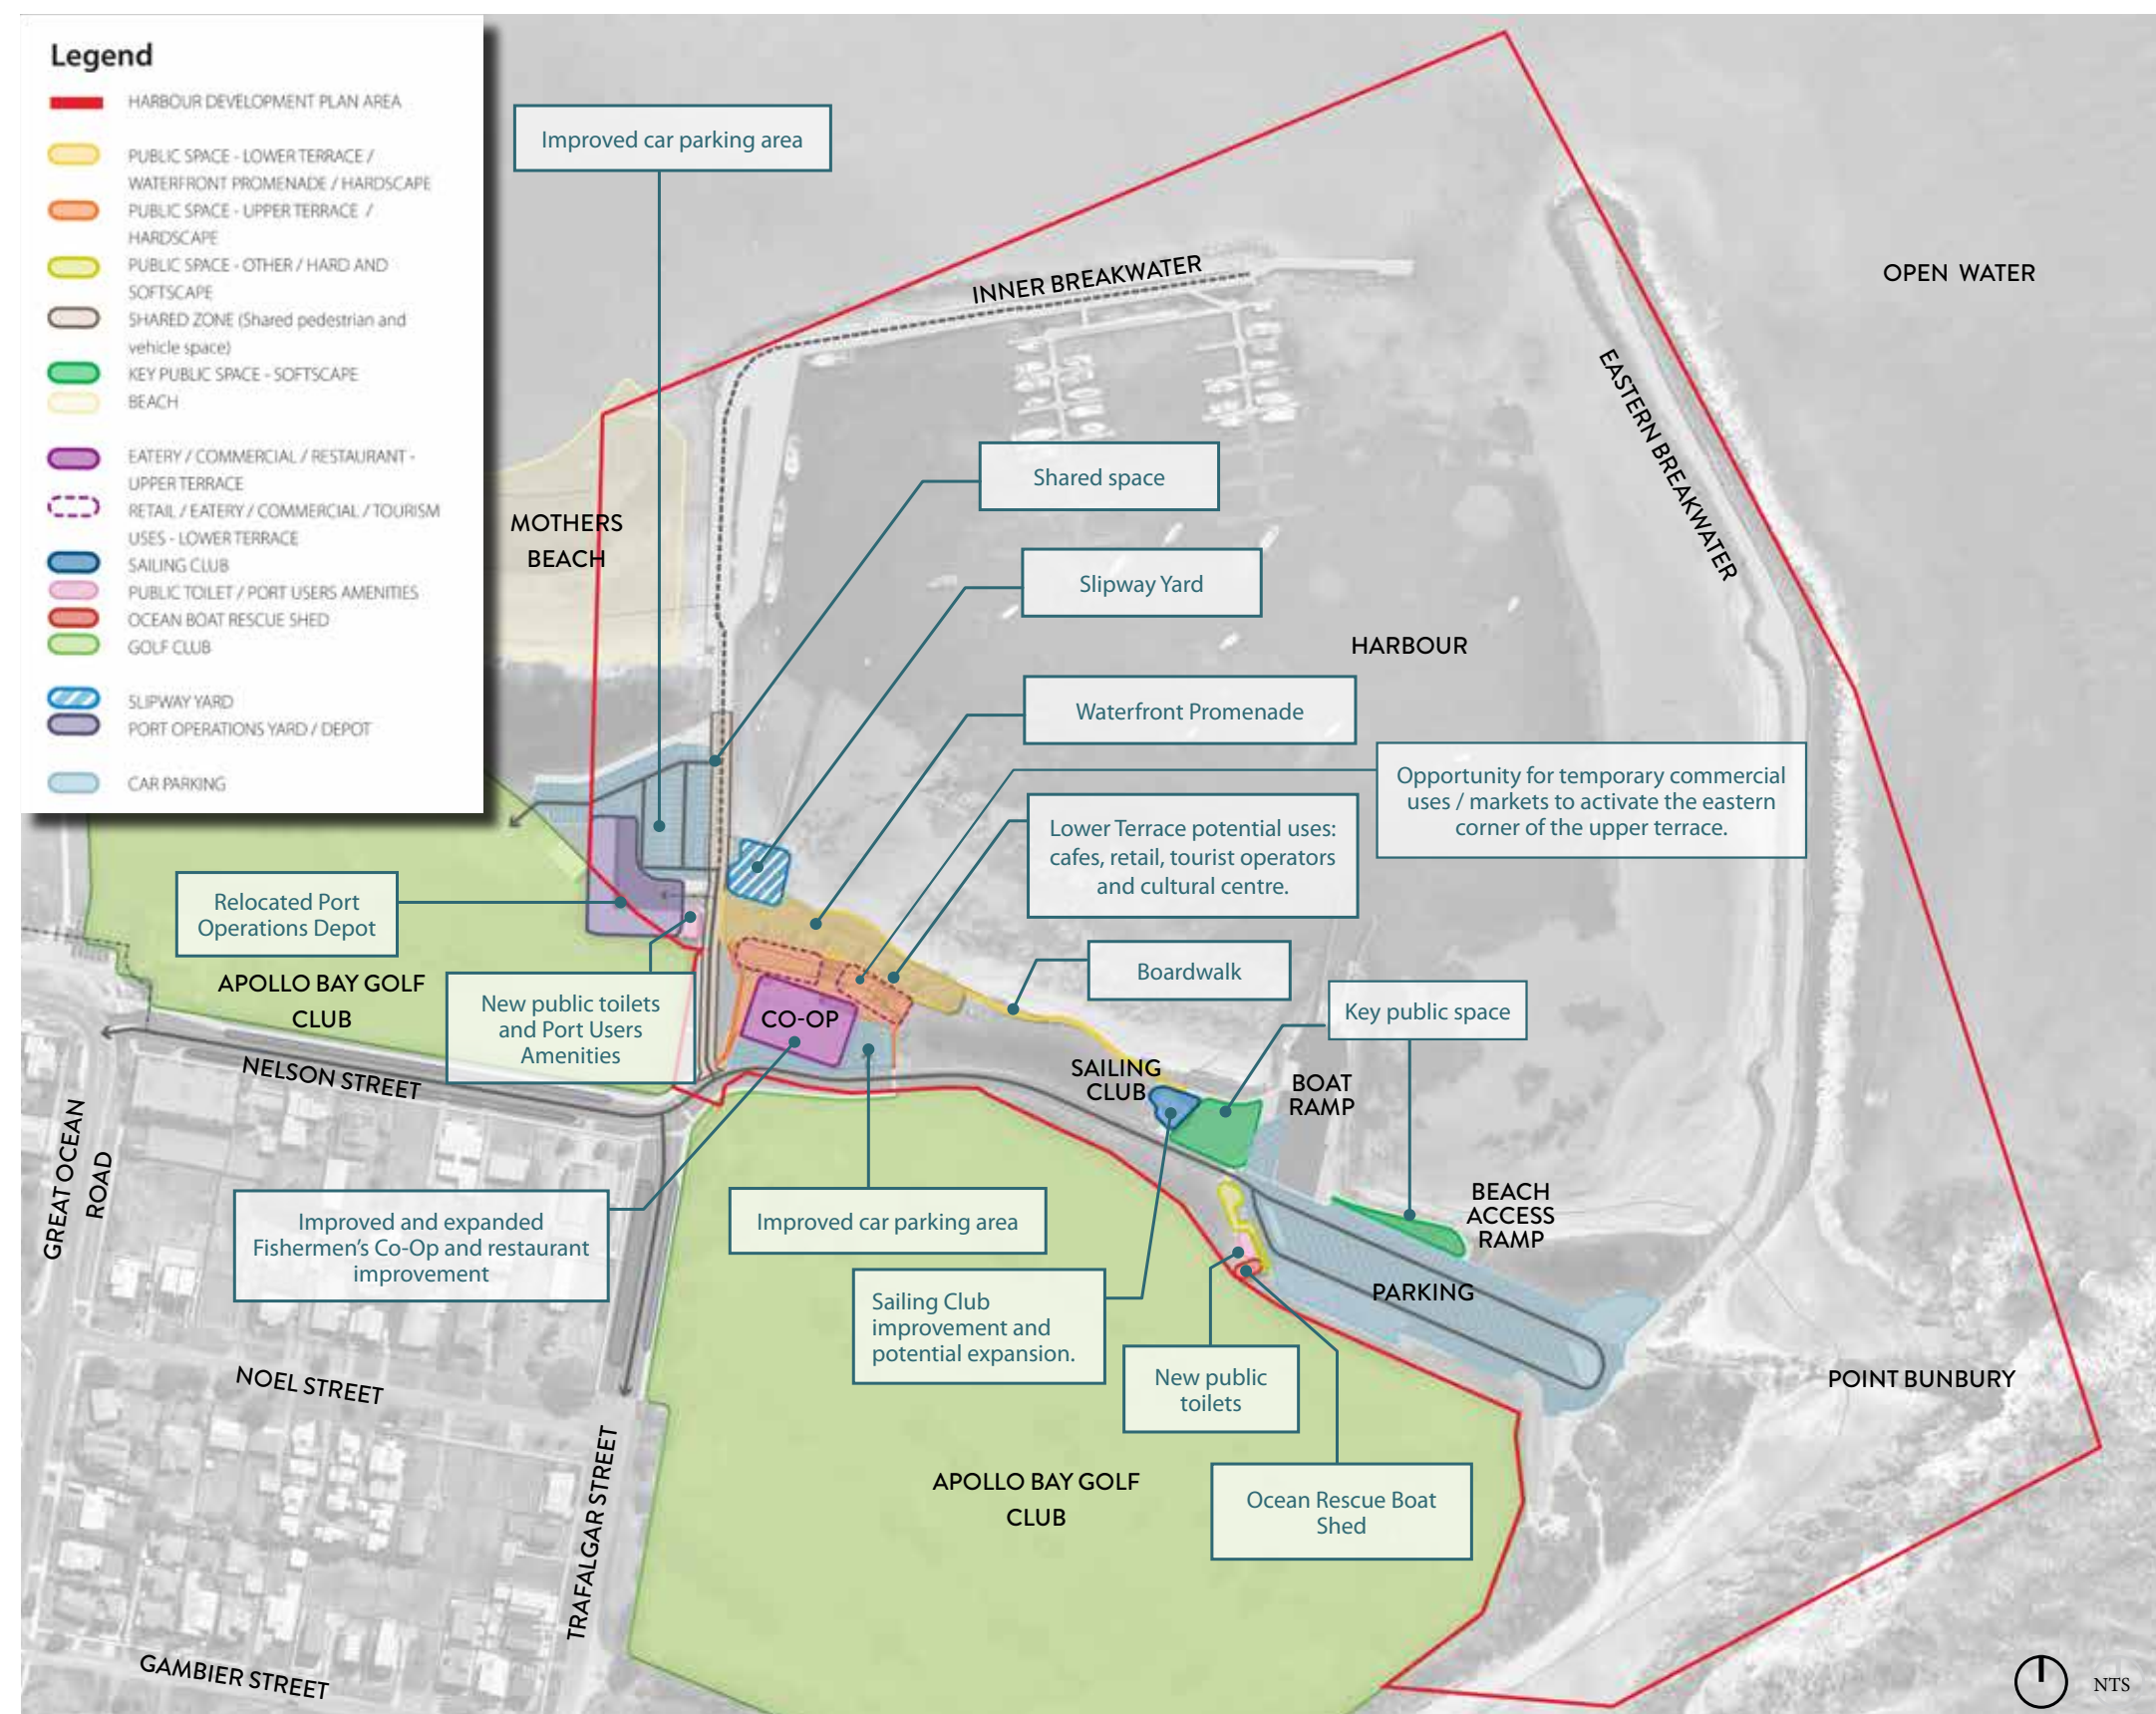 Legend
HARBOUR DEVELOPMENT PLAN AREA
PUBLIC SPACE - LOWER TERRACE /
WATERFRONT PROMENADE / HARDSCAPE
PUBLIC SPACE - UPPER TERRACE /
HARDSCAPE
PUBLIC SPACE - OTHER / HARD AND
SOFTSCAPE
SHARED ZONE (Shared pedestrian and
vehicle space)
KEY PUBLIC SPACE - SOFTSCAPE
BEACH
EATERY / COMMERCIAL / RESTAURANT -
UPPER TERRACE
RETAIL / EATERY / COMMERCIAL / TOURISM
USES - LOWER TERRACE
SAILING CLUB
PUBLIC TOILET / PORT USERS AMENITIES
OCEAN BOAT RESCUE SHED
GOLF CLUB
SLIPWAY YARD
PORT OPERATIONS YARD / DEPOT
CAR PARKING
Improved car parking area
INNER BREAKWATER
OPEN WATER
EASTERN BREAKWATER
Shared space
MOTHERS
BEACH
Slipway Yard
HARBOUR
Waterfront Promenade
Opportunity for temporary commercial
uses / markets to activate the eastern
corner of the upper terrace.
Lower Terrace potential uses:
cafes, retail, tourist operators
and cultural centre.
Relocated Port
Operations Depot
Boardwalk
APOLLO BAY GOLF
CLUB
New public toilets
and Port Users
Amenities
CO-OP
Key public space
NELSON STREET
SAILING
CLUB
BOAT
RAMP
GREAT OCEAN
ROAD
Improved and expanded
Fishermen's Co-Op and restaurant
improvement
Improved car parking area
BEACH
ACCESS
RAMP
PARKING
Sailing Club
improvement and
potential expansion.
New public
toilets
NOEL STREET
POINT BUNBURY
TRAFALGAR STREET
APOLLO BAY GOLF
CLUB
Ocean Rescue Boat
Shed
GAMBIER STREET
NTS